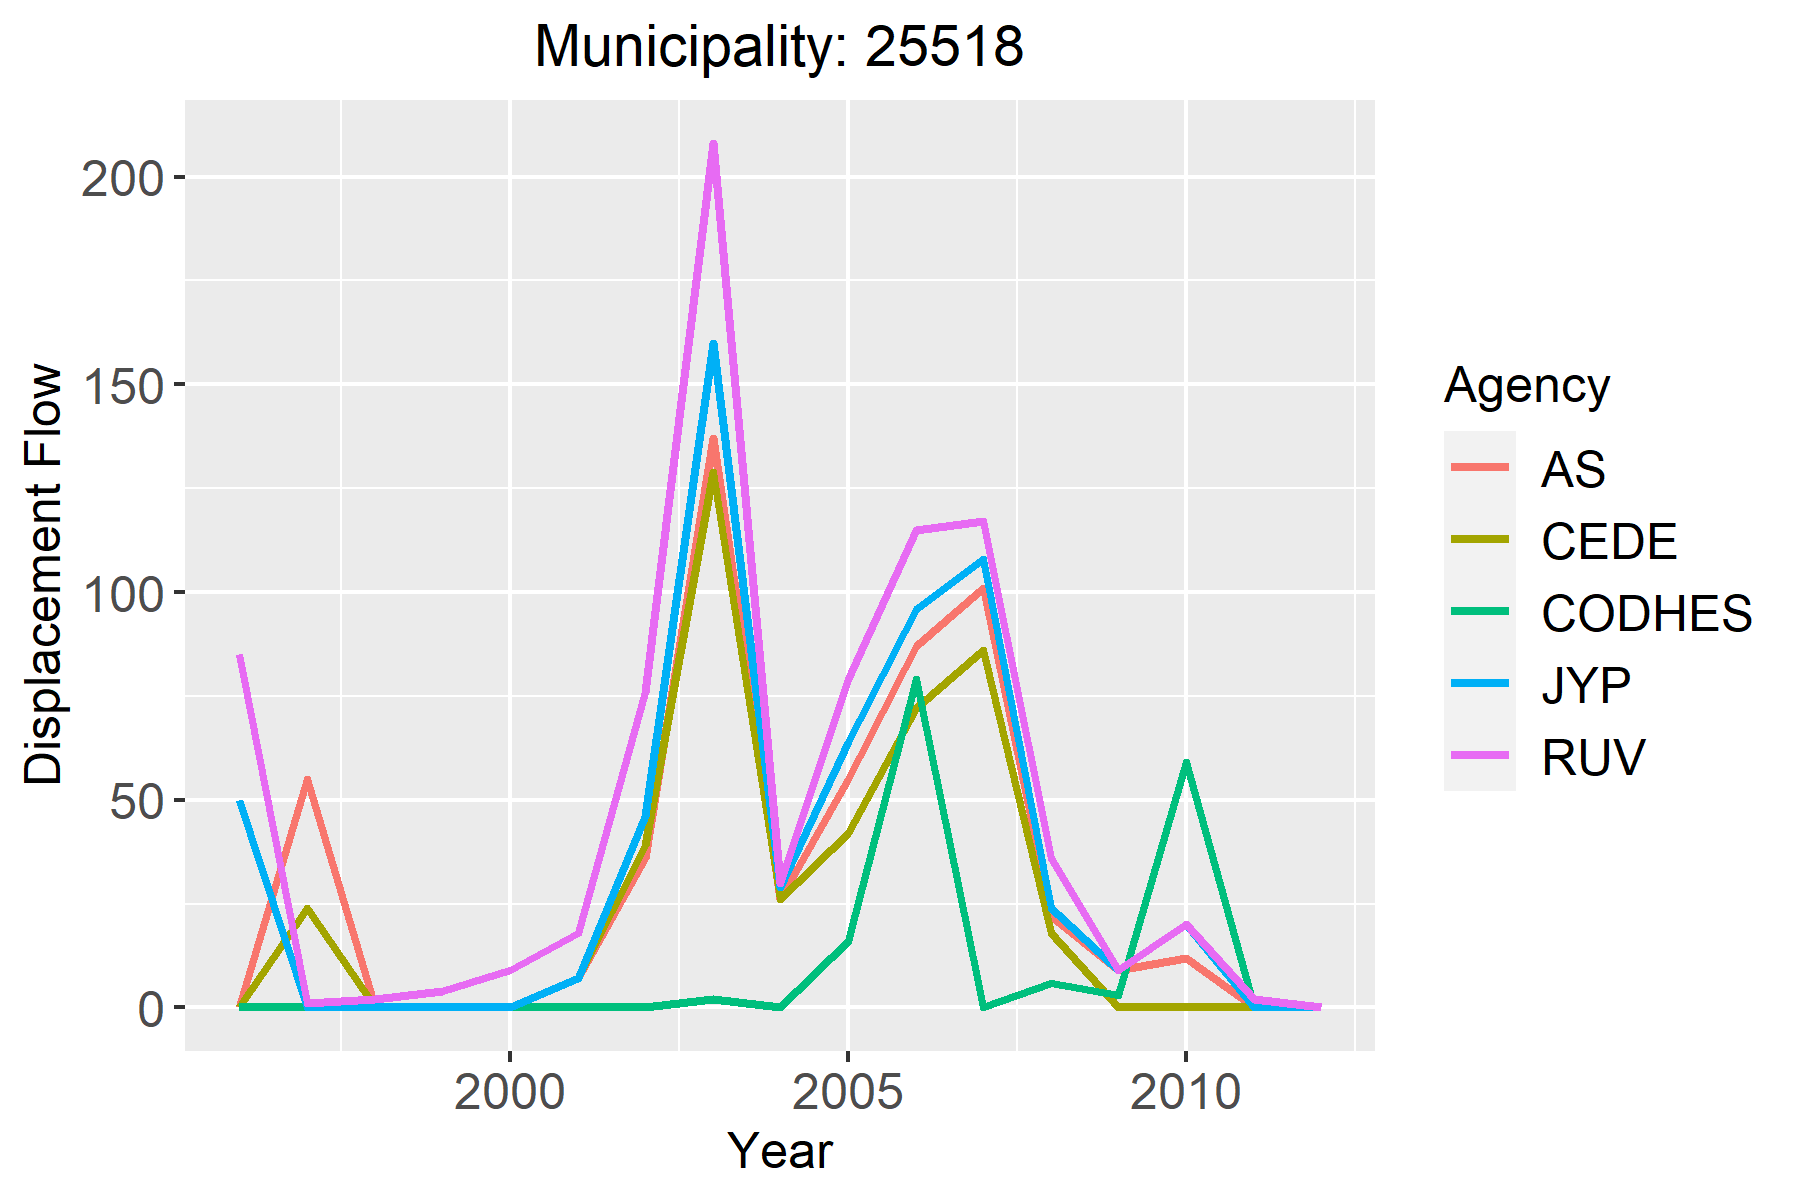 Municipality: 25518
Displacement Flow
200
150
100
50
0
2000 2005 2010
Year
Agency
AS
CEDE
CODHES
JYP
RUV